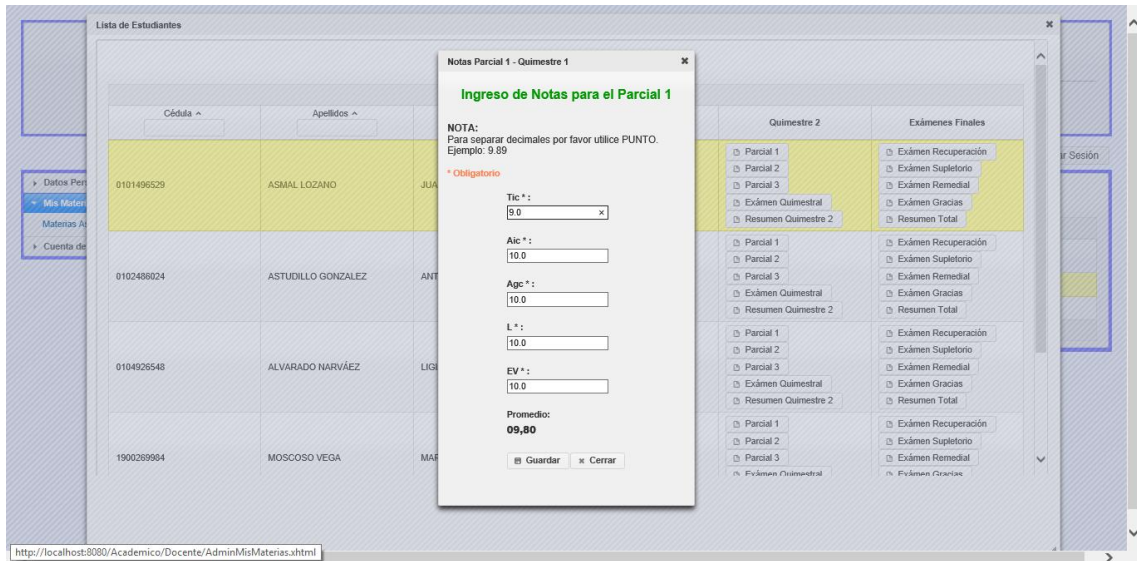 Lista de Estudiantes
Notas Parcial 1 - Quimestre 1
Ingreso de Notas para el Parcial 1
NOTA:
Para separar decimales por favor utilice PUNTO.
Ejemplo: 9.89
* Obligatorio
Tic * :
9.0
Aic * :
10.0
Agc * :
10.0
L * :
10.0
EV * :
10.0
Promedio:
09,80
Guardar Cerrar
Cédula Apellidos Quimestre 2 Exámenes Finales
0101496529 ASMAL LOZANO JUA
Parcial 1 Exámen Recuperación
Parcial 2 Exámen Supletorio
Parcial 3 Exámen Remedial
Exámen Quimestral Exámen Gracias
Resumen Quimestre 2 Resumen Total
0102486024 ASTUDILLO GONZALEZ ANT
Parcial 1 Exámen Recuperación
Parcial 2 Exámen Supletorio
Parcial 3 Exámen Remedial
Exámen Quimestral Exámen Gracias
Resumen Quimestre 2 Resumen Total
0104926548 ALVARADO NARVÁEZ LIGI
Parcial 1 Exámen Recuperación
Parcial 2 Exámen Supletorio
Parcial 3 Exámen Remedial
Exámen Quimestral Exámen Gracias
Resumen Quimestre 2 Resumen Total
1900269984 MOSCOSO VEGA MAR
Parcial 1 Exámen Recuperación
Parcial 2 Exámen Supletorio
Parcial 3 Exámen Remedial
Exámen Quimestral Exámen Gracias
Datos Per
Mis Mater
Materias As
Cuenta de
r Sesión
http://localhost:8080/Academico/Docente/AdminMisMaterias.xhtml